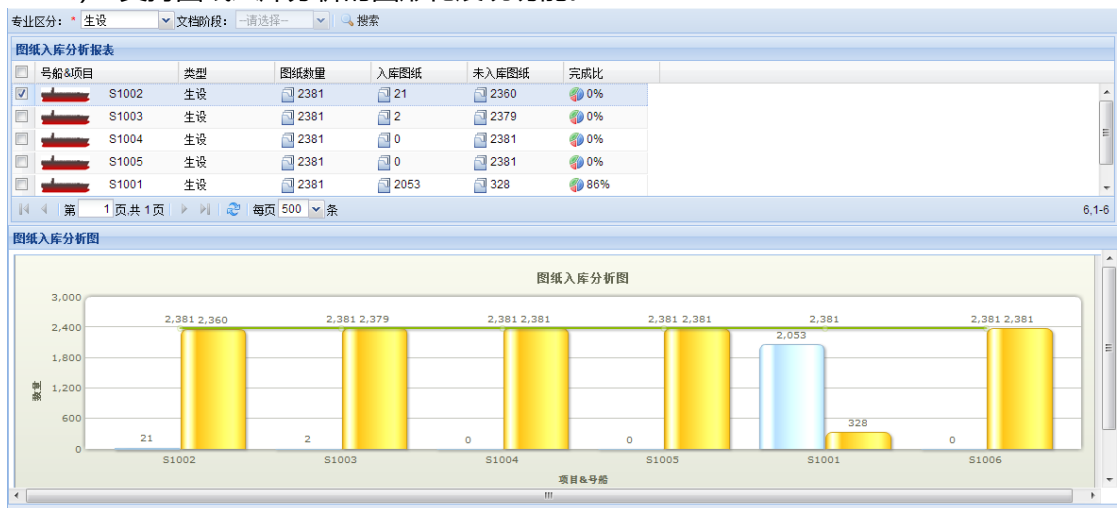 专业区分: * 生设 文档阶段: --请选择-- 搜索
图纸入库分析报表
号船&项目 类型 图纸数量 入库图纸 未入库图纸 完成比
S1002 生设 2381 21 2360 0%
S1003 生设 2381 2 2379 0%
S1004 生设 2381 0 2381 0%
S1005 生设 2381 0 2381 0%
S1001 生设 2381 2053 328 86%
第 1 页,共 1 页 每页 500 条 6,1-6
图纸入库分析图
图纸入库分析图
3,000
2,381 2,360 2,381 2,379 2,381 2,381 2,381 2,381 2,381 2,381 2,381
2,400
2,053
1,800
数量
1,200
600
328
21 2 0 0 0
0
S1002 S1003 S1004 S1005 S1001 S1006
项目&号船